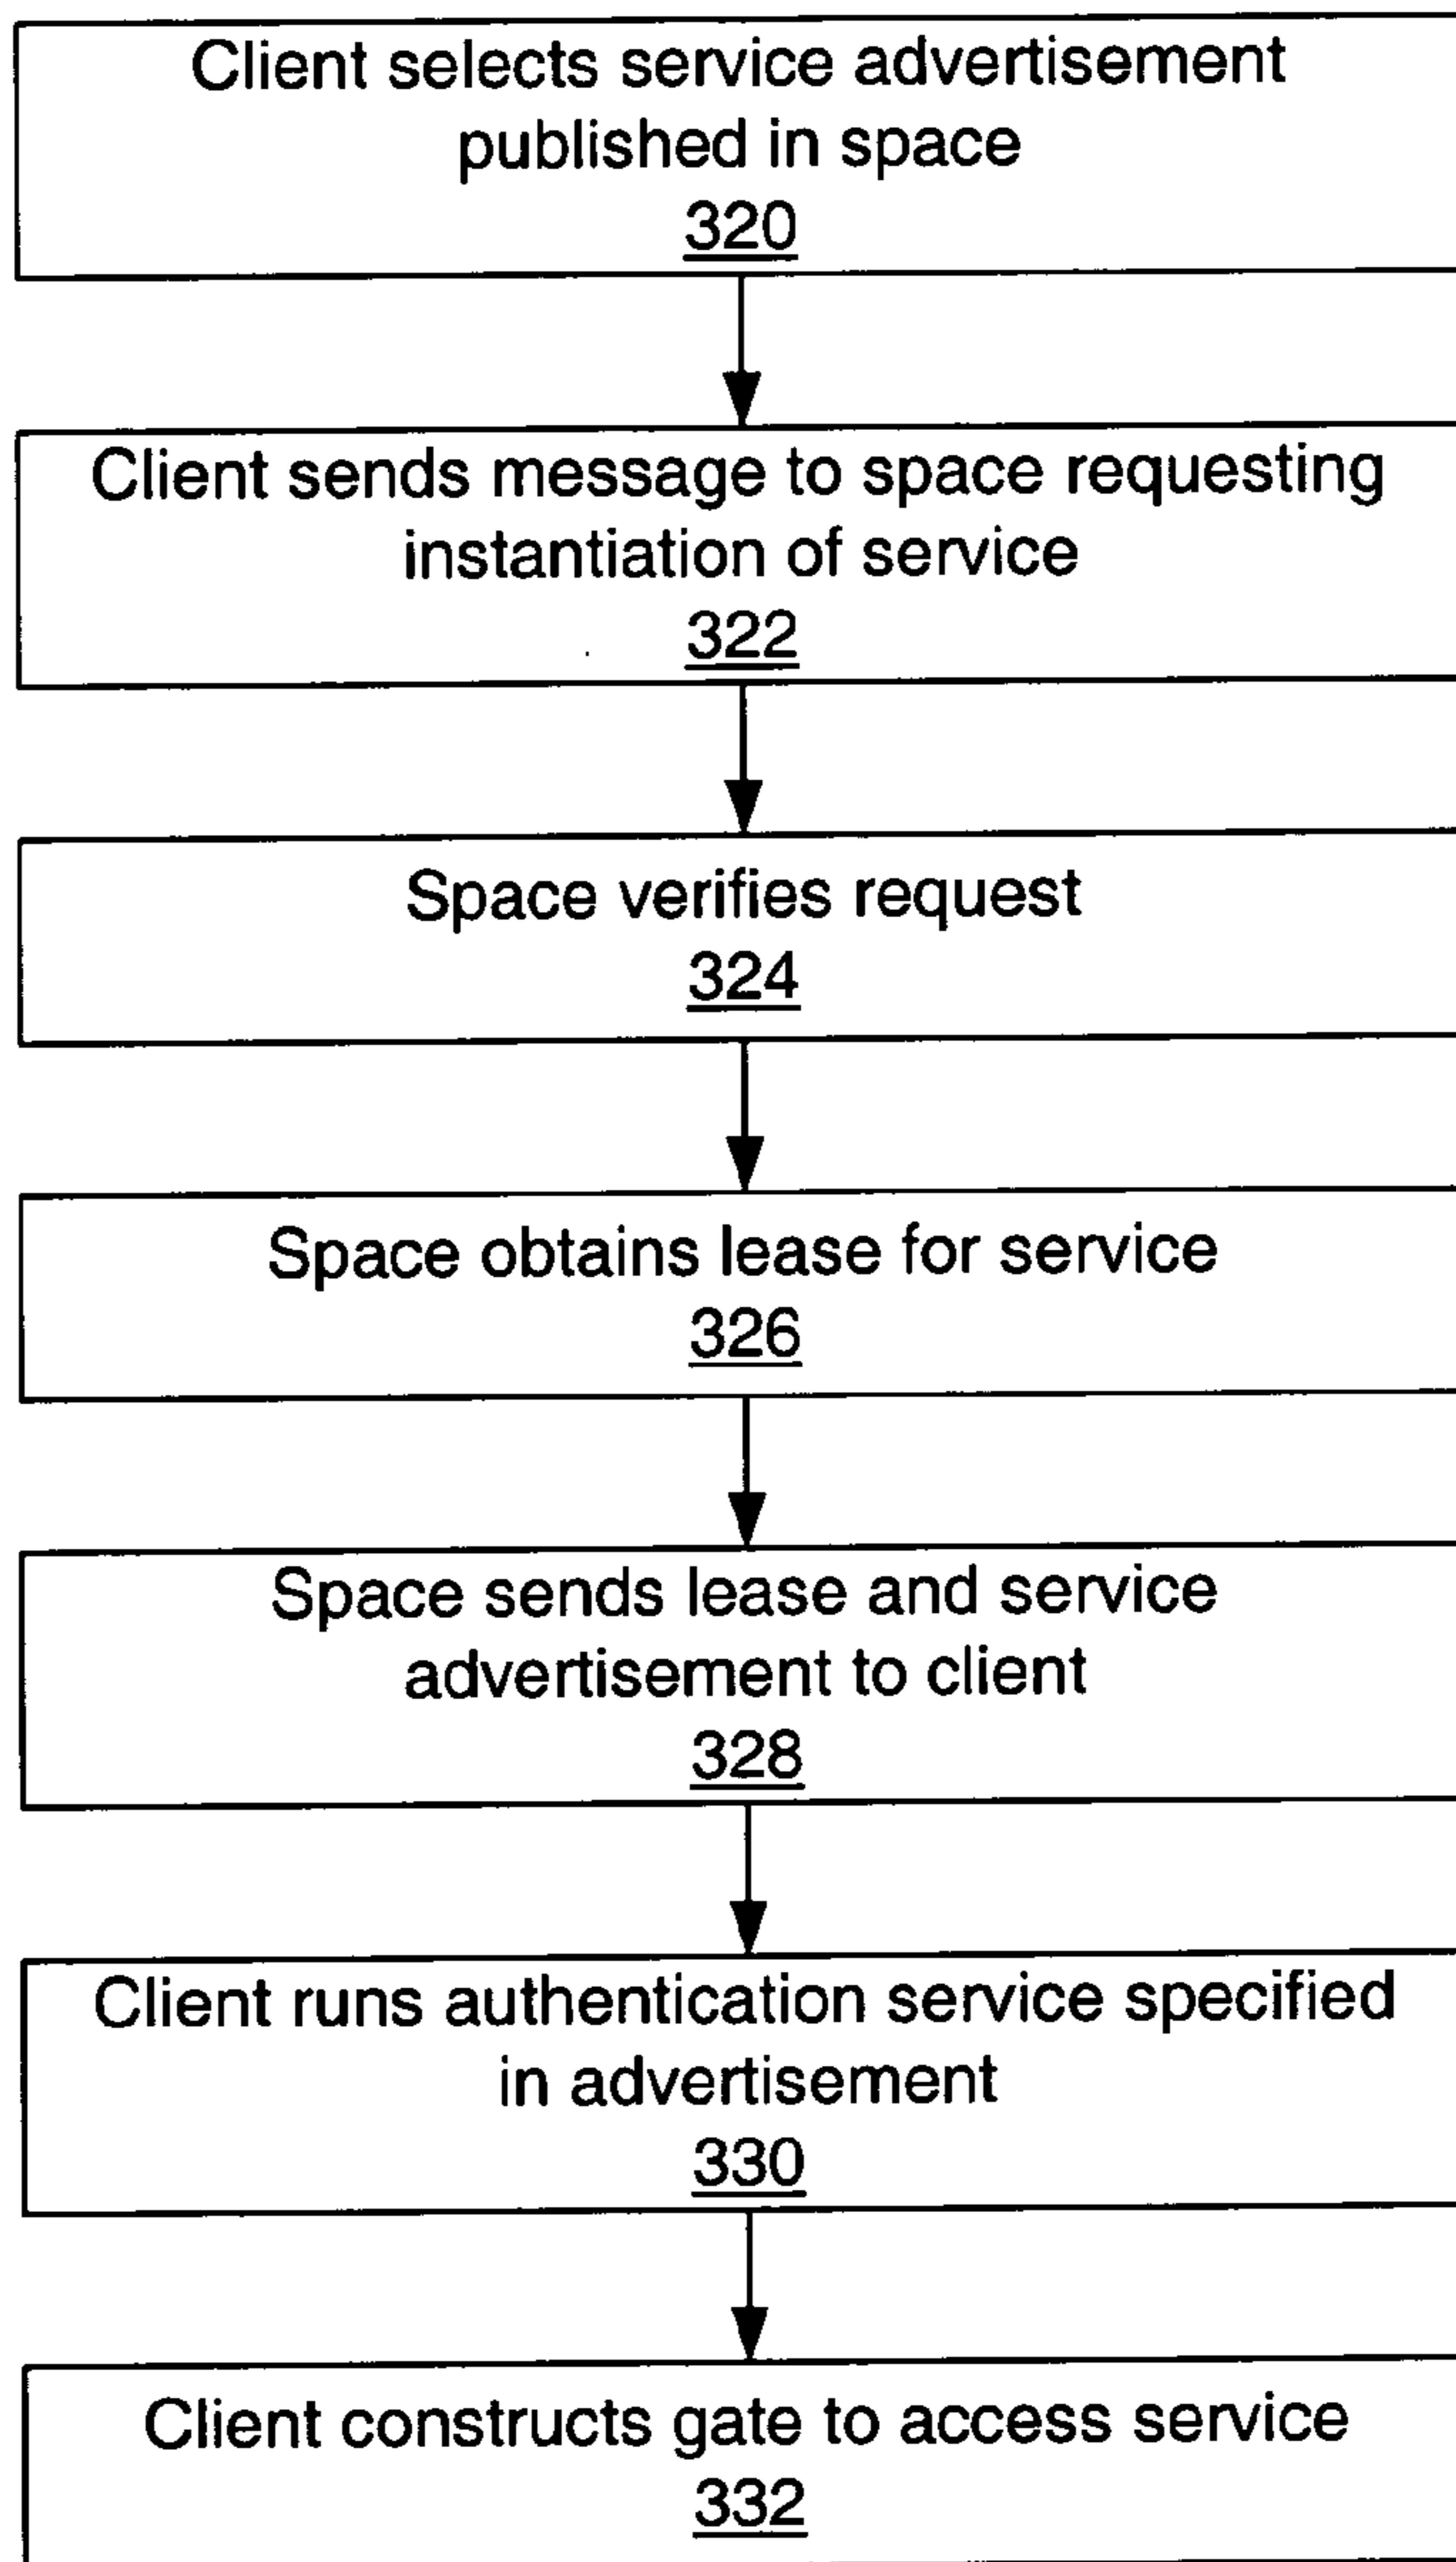 Client selects service advertisement
published in space
320
Client sends message to space requesting
instantiation of service
322
Space verifies request
324
Space obtains lease for service
326
Space sends lease and service
advertisement to client
328
Client runs authentication service specified
in advertisement
330
Client constructs gate to access service
332